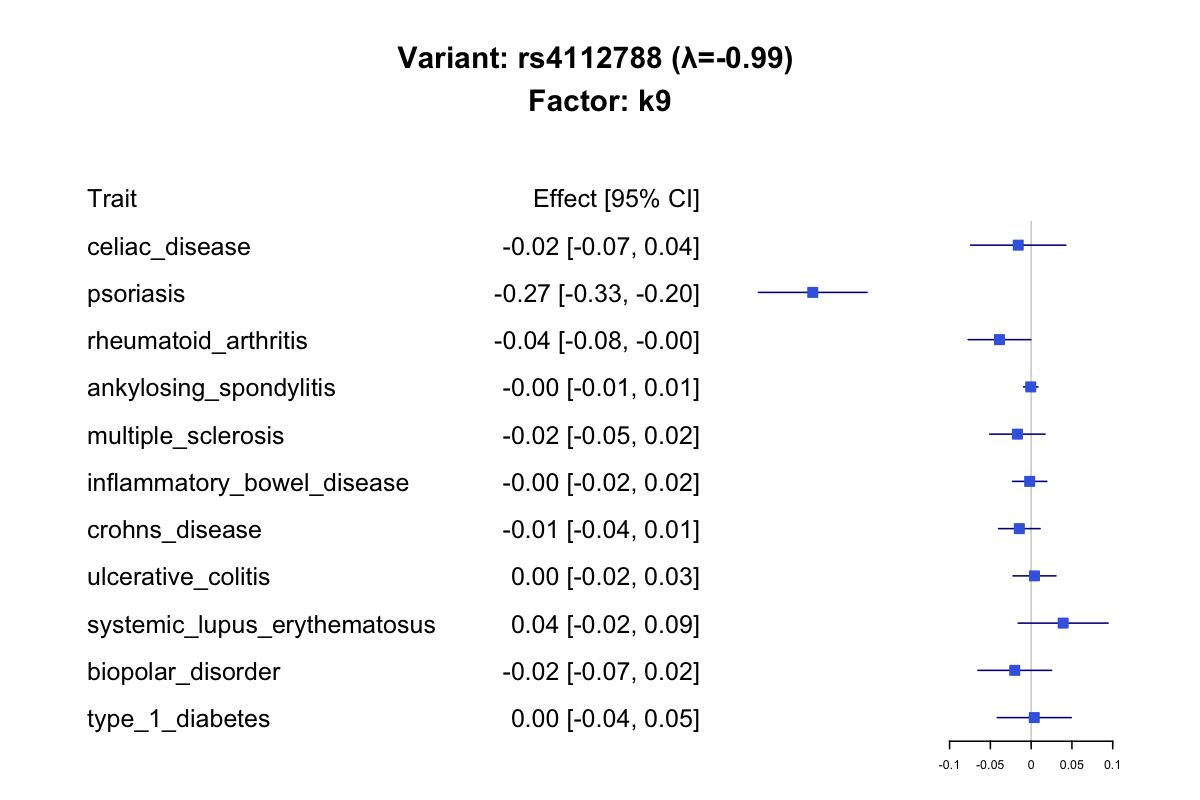 Variant: rs4112788 (λ=-0.99)
Factor: k9
Trait Effect [95% CI]
celiac_disease -0.02 [-0.07, 0.04]
psoriasis -0.27 [-0.33, -0.20]
rheumatoid_arthritis -0.04 [-0.08, -0.00]
ankylosing_spondylitis -0.00 [-0.01, 0.01]
multiple_sclerosis -0.02 [-0.05, 0.02]
inflammatory_bowel_disease -0.00 [-0.02, 0.02]
crohns_disease -0.01 [-0.04, 0.01]
ulcerative_colitis 0.00 [-0.02, 0.03]
systemic_lupus_erythematosus 0.04 [-0.02, 0.09]
biopolar_disorder -0.02 [-0.07, 0.02]
type_1_diabetes 0.00 [-0.04, 0.05]
-0.1 -0.05 0 0.05 0.1